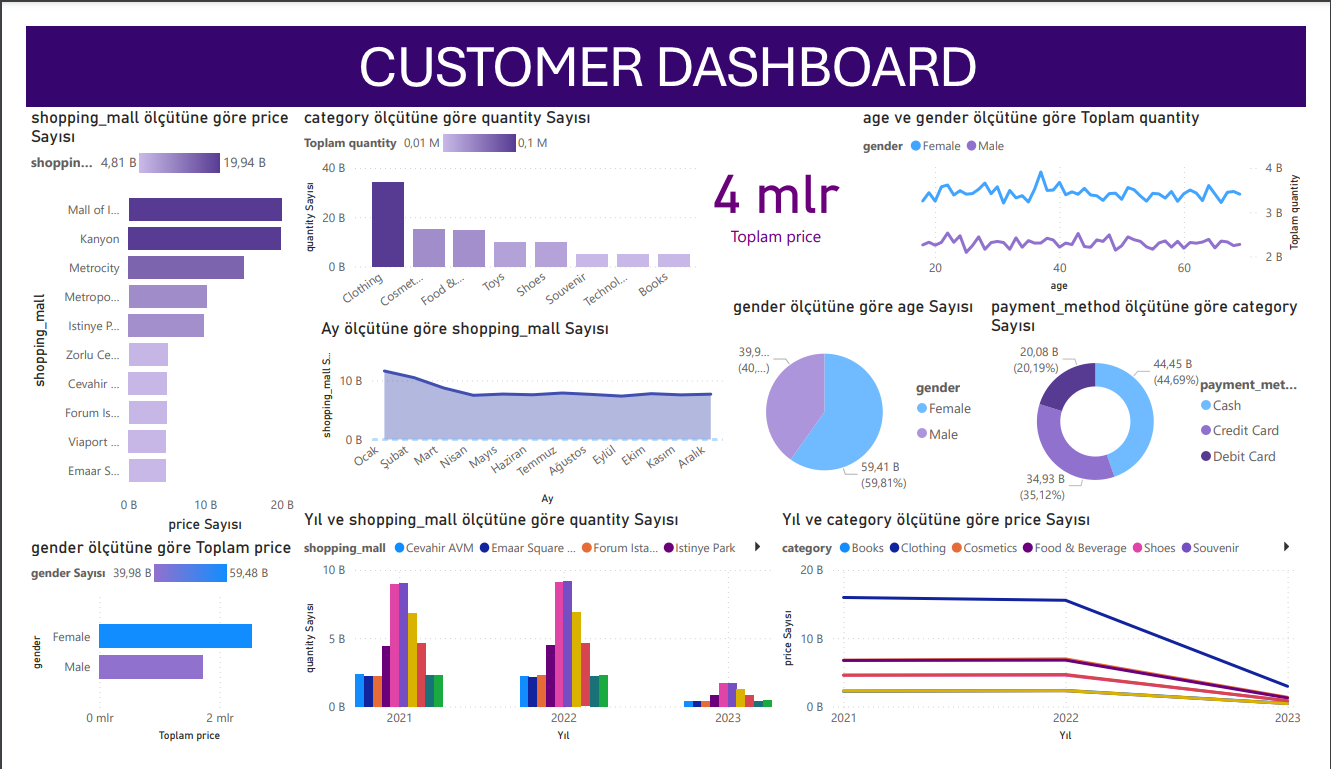 CUSTOMER DASHBOARD
shopping_mall ölçütüne göre price
Sayısı
shoppin... 4,81 B 19,94 B
shopping_mall
Mall of I...
Kanyon
Metrocity
Metropo...
Istinye P...
Zorlu Ce...
Cevahir ...
Forum Is...
Viaport ...
Emaar S...
0 B 10 B 20 B
price Sayısı
category ölçütüne göre quantity Sayısı
Toplam quantity 0,01 M 0,1 M
quantity Sayısı
40 B
20 B
0 B
Clothing Cosmet... Food &... Toys Shoes Souvenir Technol... Books
4 mlr
Toplam price
age ve gender ölçütüne göre Toplam quantity
gender Female Male
4 B
3 B
2 B
Toplam quantity
20 40 60
age
Ay ölçütüne göre shopping_mall Sayısı
shopping_mall S...
10 B
0 B
Ocak Şubat Mart Nisan Mayıs Haziran Temmuz Ağustos Eylül Ekim Kasım Aralık
Ay
gender ölçütüne göre age Sayısı
39,9...
(40,...)
59,41 B
(59,81%)
gender
Female
Male
payment_method ölçütüne göre category
Sayısı
20,08 B
(20,19%)
44,45 B
(44,69%)
34,93 B
(35,12%)
payment_met...
Cash
Credit Card
Debit Card
gender ölçütüne göre Toplam price
gender Sayısı 39,98 B 59,48 B
gender
Female
Male
0 mlr 2 mlr
Toplam price
Yıl ve shopping_mall ölçütüne göre quantity Sayısı
shopping_mall Cevahir AVM Emaar Square ... Forum Ista... Istinye Park
quantity Sayısı
10 B
5 B
0 B
2021 2022 2023
Yıl
Yıl ve category ölçütüne göre price Sayısı
category Books Clothing Cosmetics Food & Beverage Shoes Souvenir
price Sayısı
20 B
10 B
0 B
2021 2022 2023
Yıl